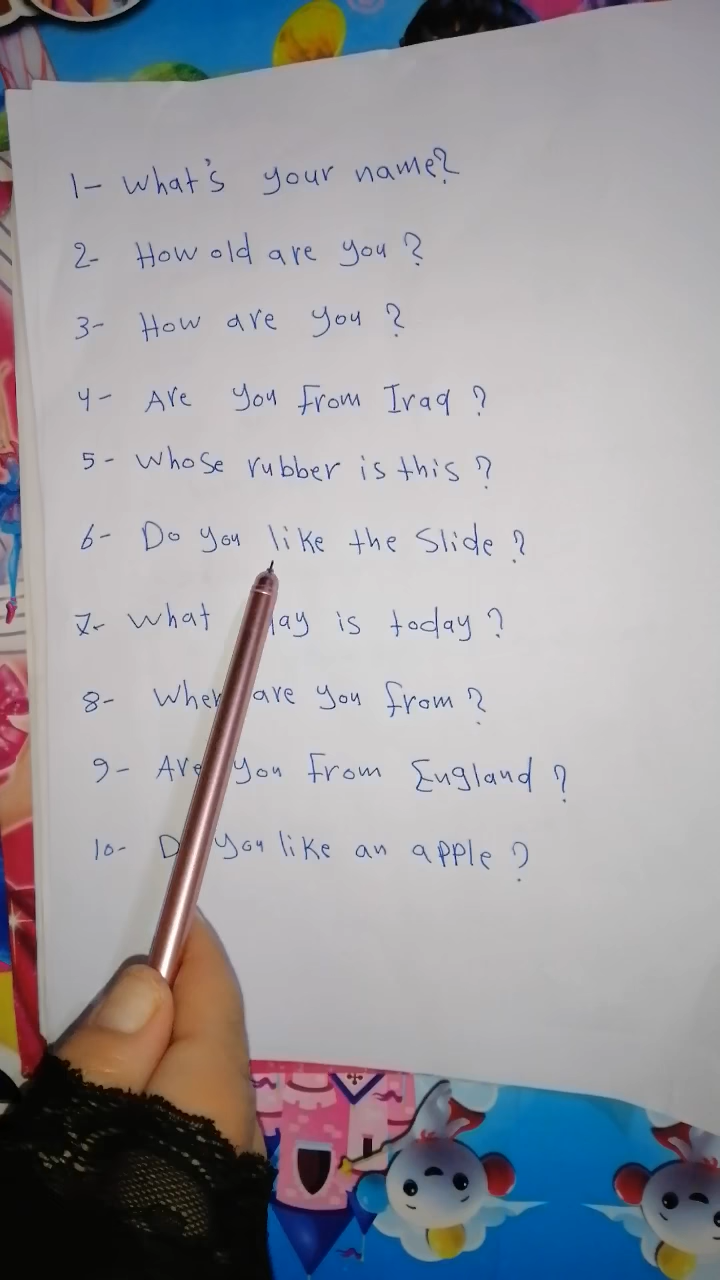 1- What's your name?
2- How old are you?
3- How are you?
4- Are you from Iraq?
5- Whose rubber is this?
6- Do you like the Slide?
7- What is today?
8- are you from?
9- Are you from England?
10- you like an apple?